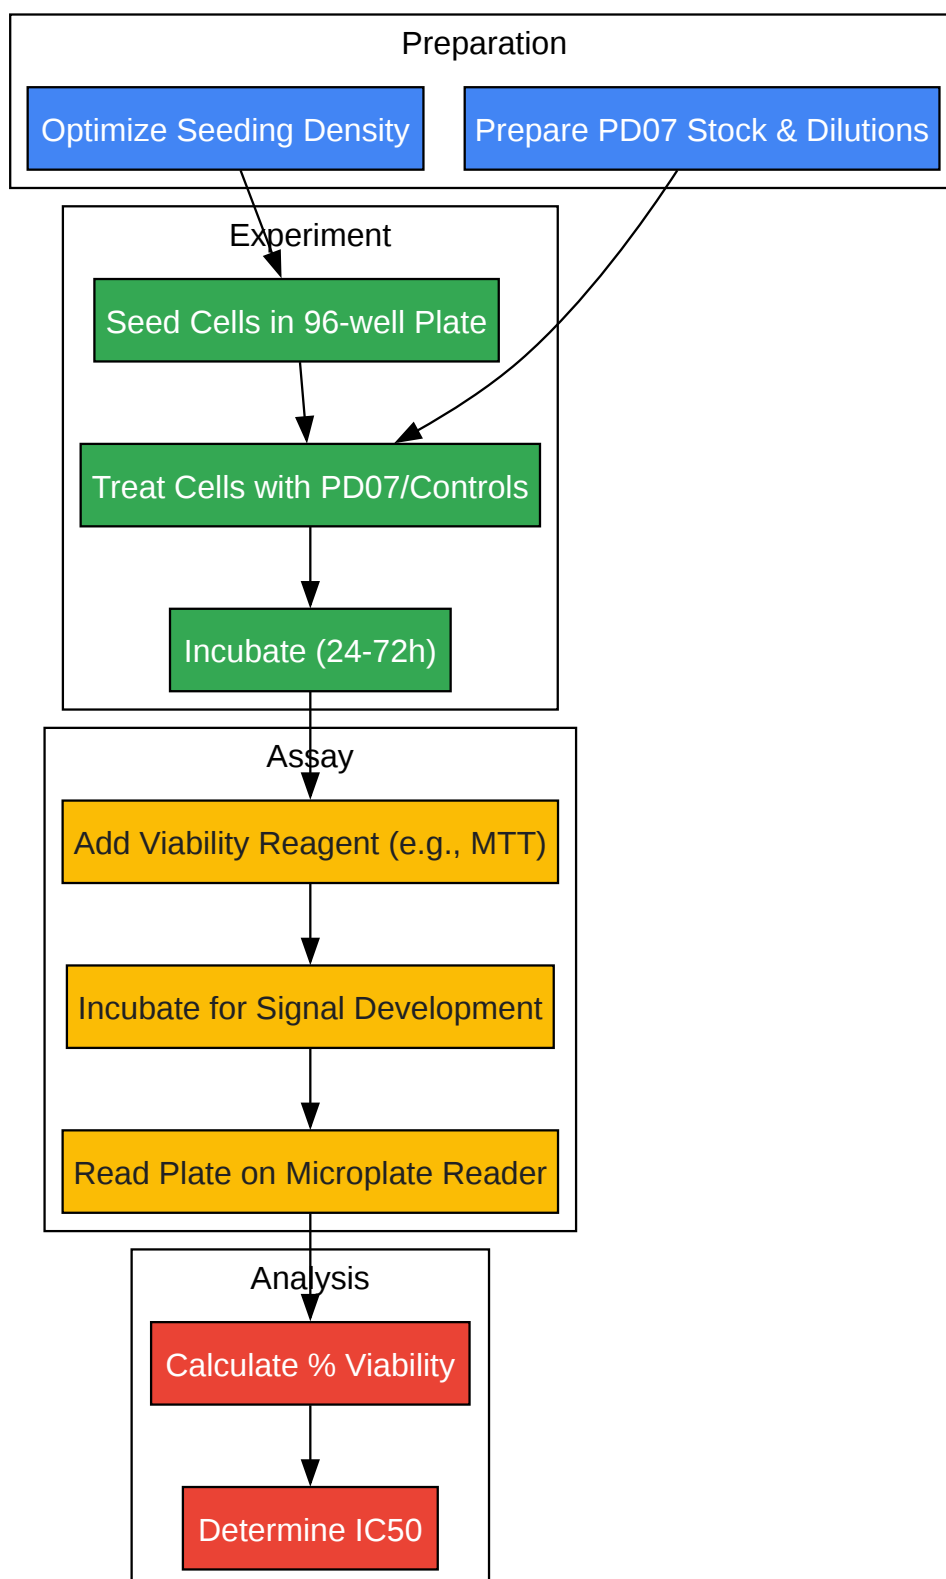 Preparation
Optimize Seeding Density
Prepare PD07 Stock & Dilutions
Experiment
Seed Cells in 96-well Plate
Treat Cells with PD07/Controls
Incubate (24-72h)
Assay
Add Viability Reagent (e.g., MTT)
Incubate for Signal Development
Read Plate on Microplate Reader
Analysis
Calculate % Viability
Determine IC50